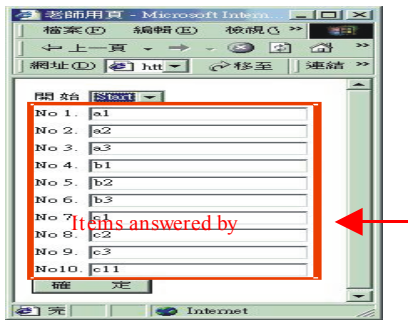 老師用頁 - Microsoft Intern...
檔案(F) 編輯(E) 檢視( »
上一頁 »
網址(D) htt 移至 連結 »
開始 Start
No 1. a1
No 2. a2
No 3. a3
No 4. b1
No 5. b2
No 6. b3
No 7. c1
Items answered by
No 8. c2
No 9. c3
No10. c11
確 定
完 Internet